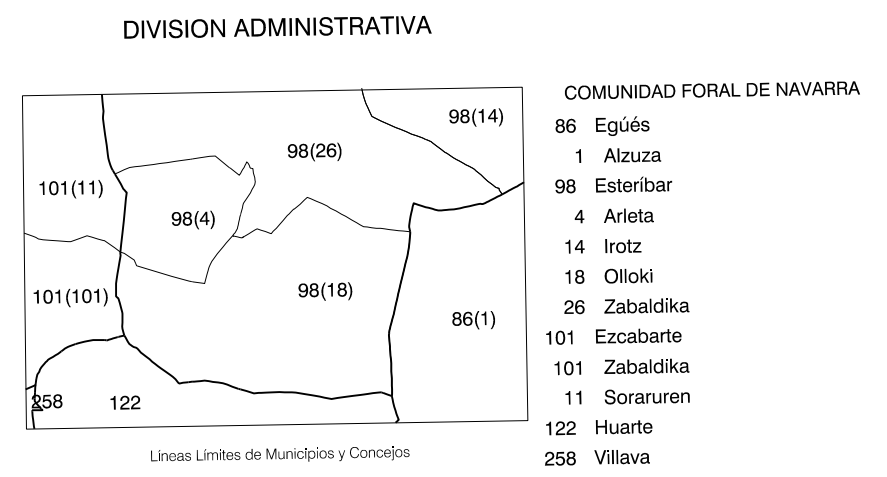 DIVISION ADMINISTRATIVA
98(14)
98(26)
101(11)
98(4)
98(18)
101(101)
86(1)
258
122
Líneas Límites de Municipios y Concejos
COMUNIDAD FORAL DE NAVARRA
86 Egúés
1 Alzuza
98 Esteríbar
4 Arleta
14 Irotz
18 Olloki
26 Zabaldika
101 Ezcabarte
101 Zabaldika
11 Soraruren
122 Huarte
258 Villava